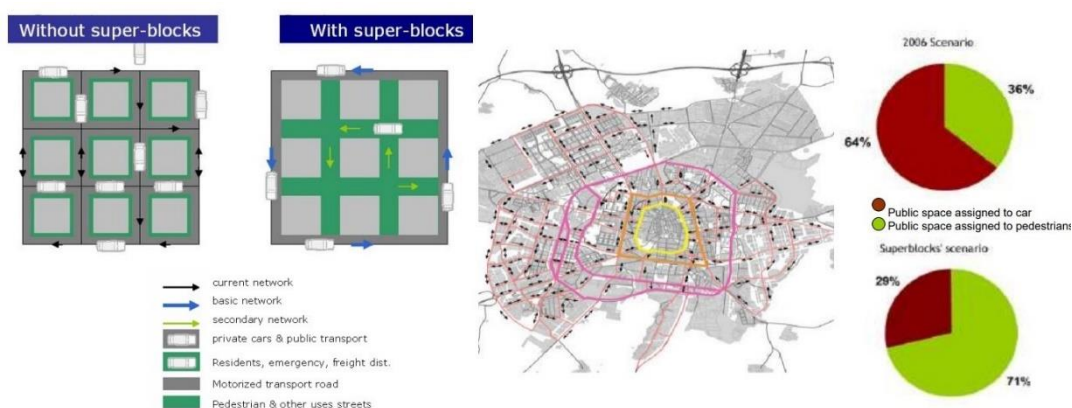 Without super-blocks
With super-blocks
current network
basic network
secondary network
private cars & public transport
Residents, emergency, freight dist.
Motorized transport road
Pedestrian & other uses streets
2006 Scenario
36%
64%
Public space assigned to car
Public space assigned to pedestrians
Superblocks' scenario
29%
71%